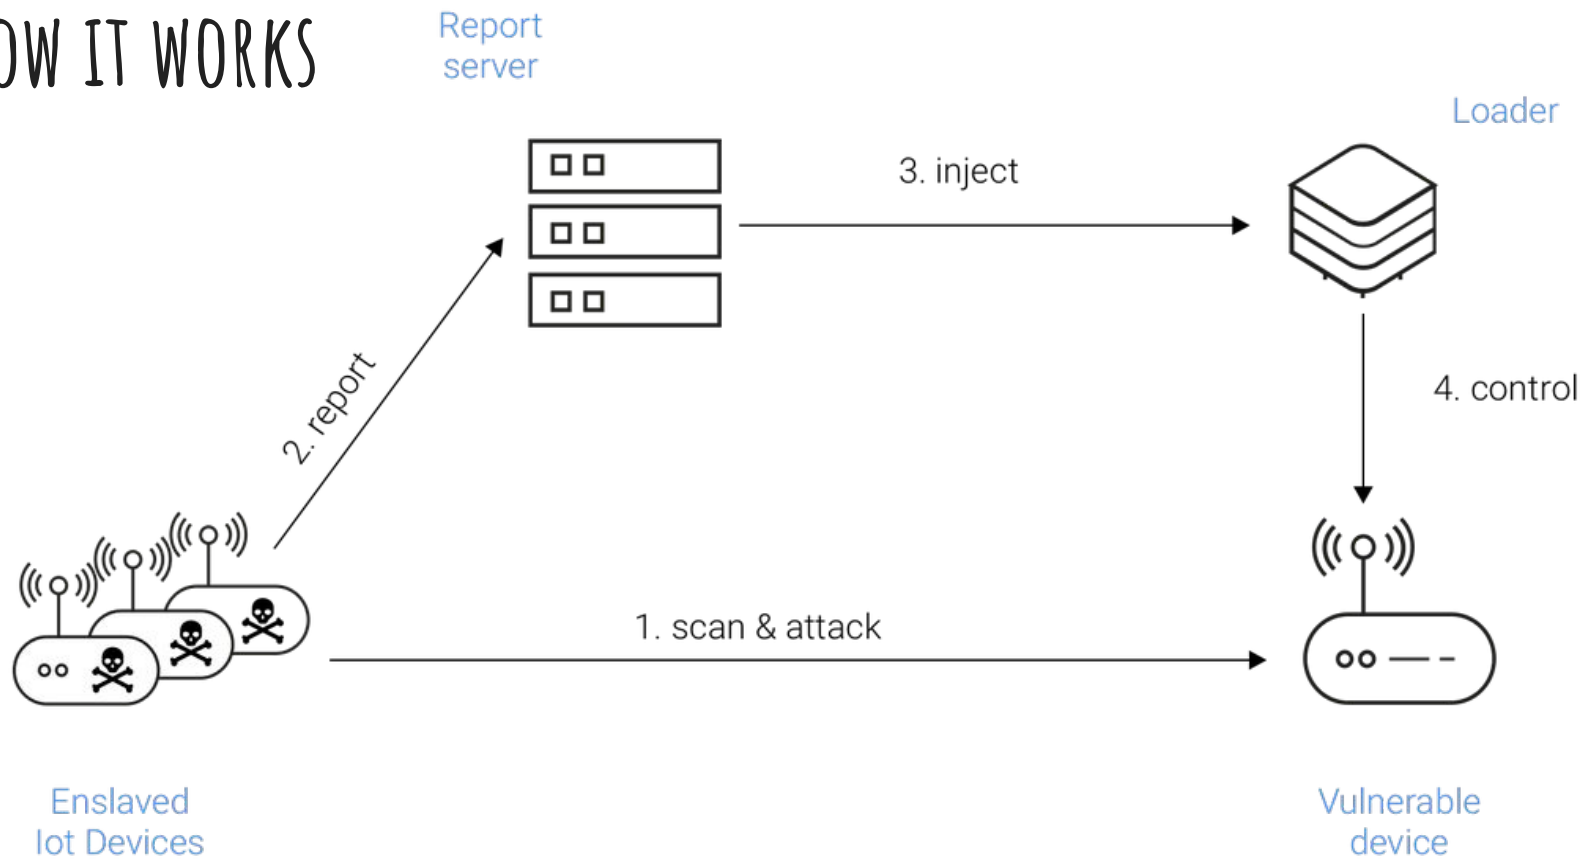 OW IT WORKS
Report
server
Loader
3. inject
2. report
4. control
1. scan & attack
Enslaved
Iot Devices
Vulnerable
device